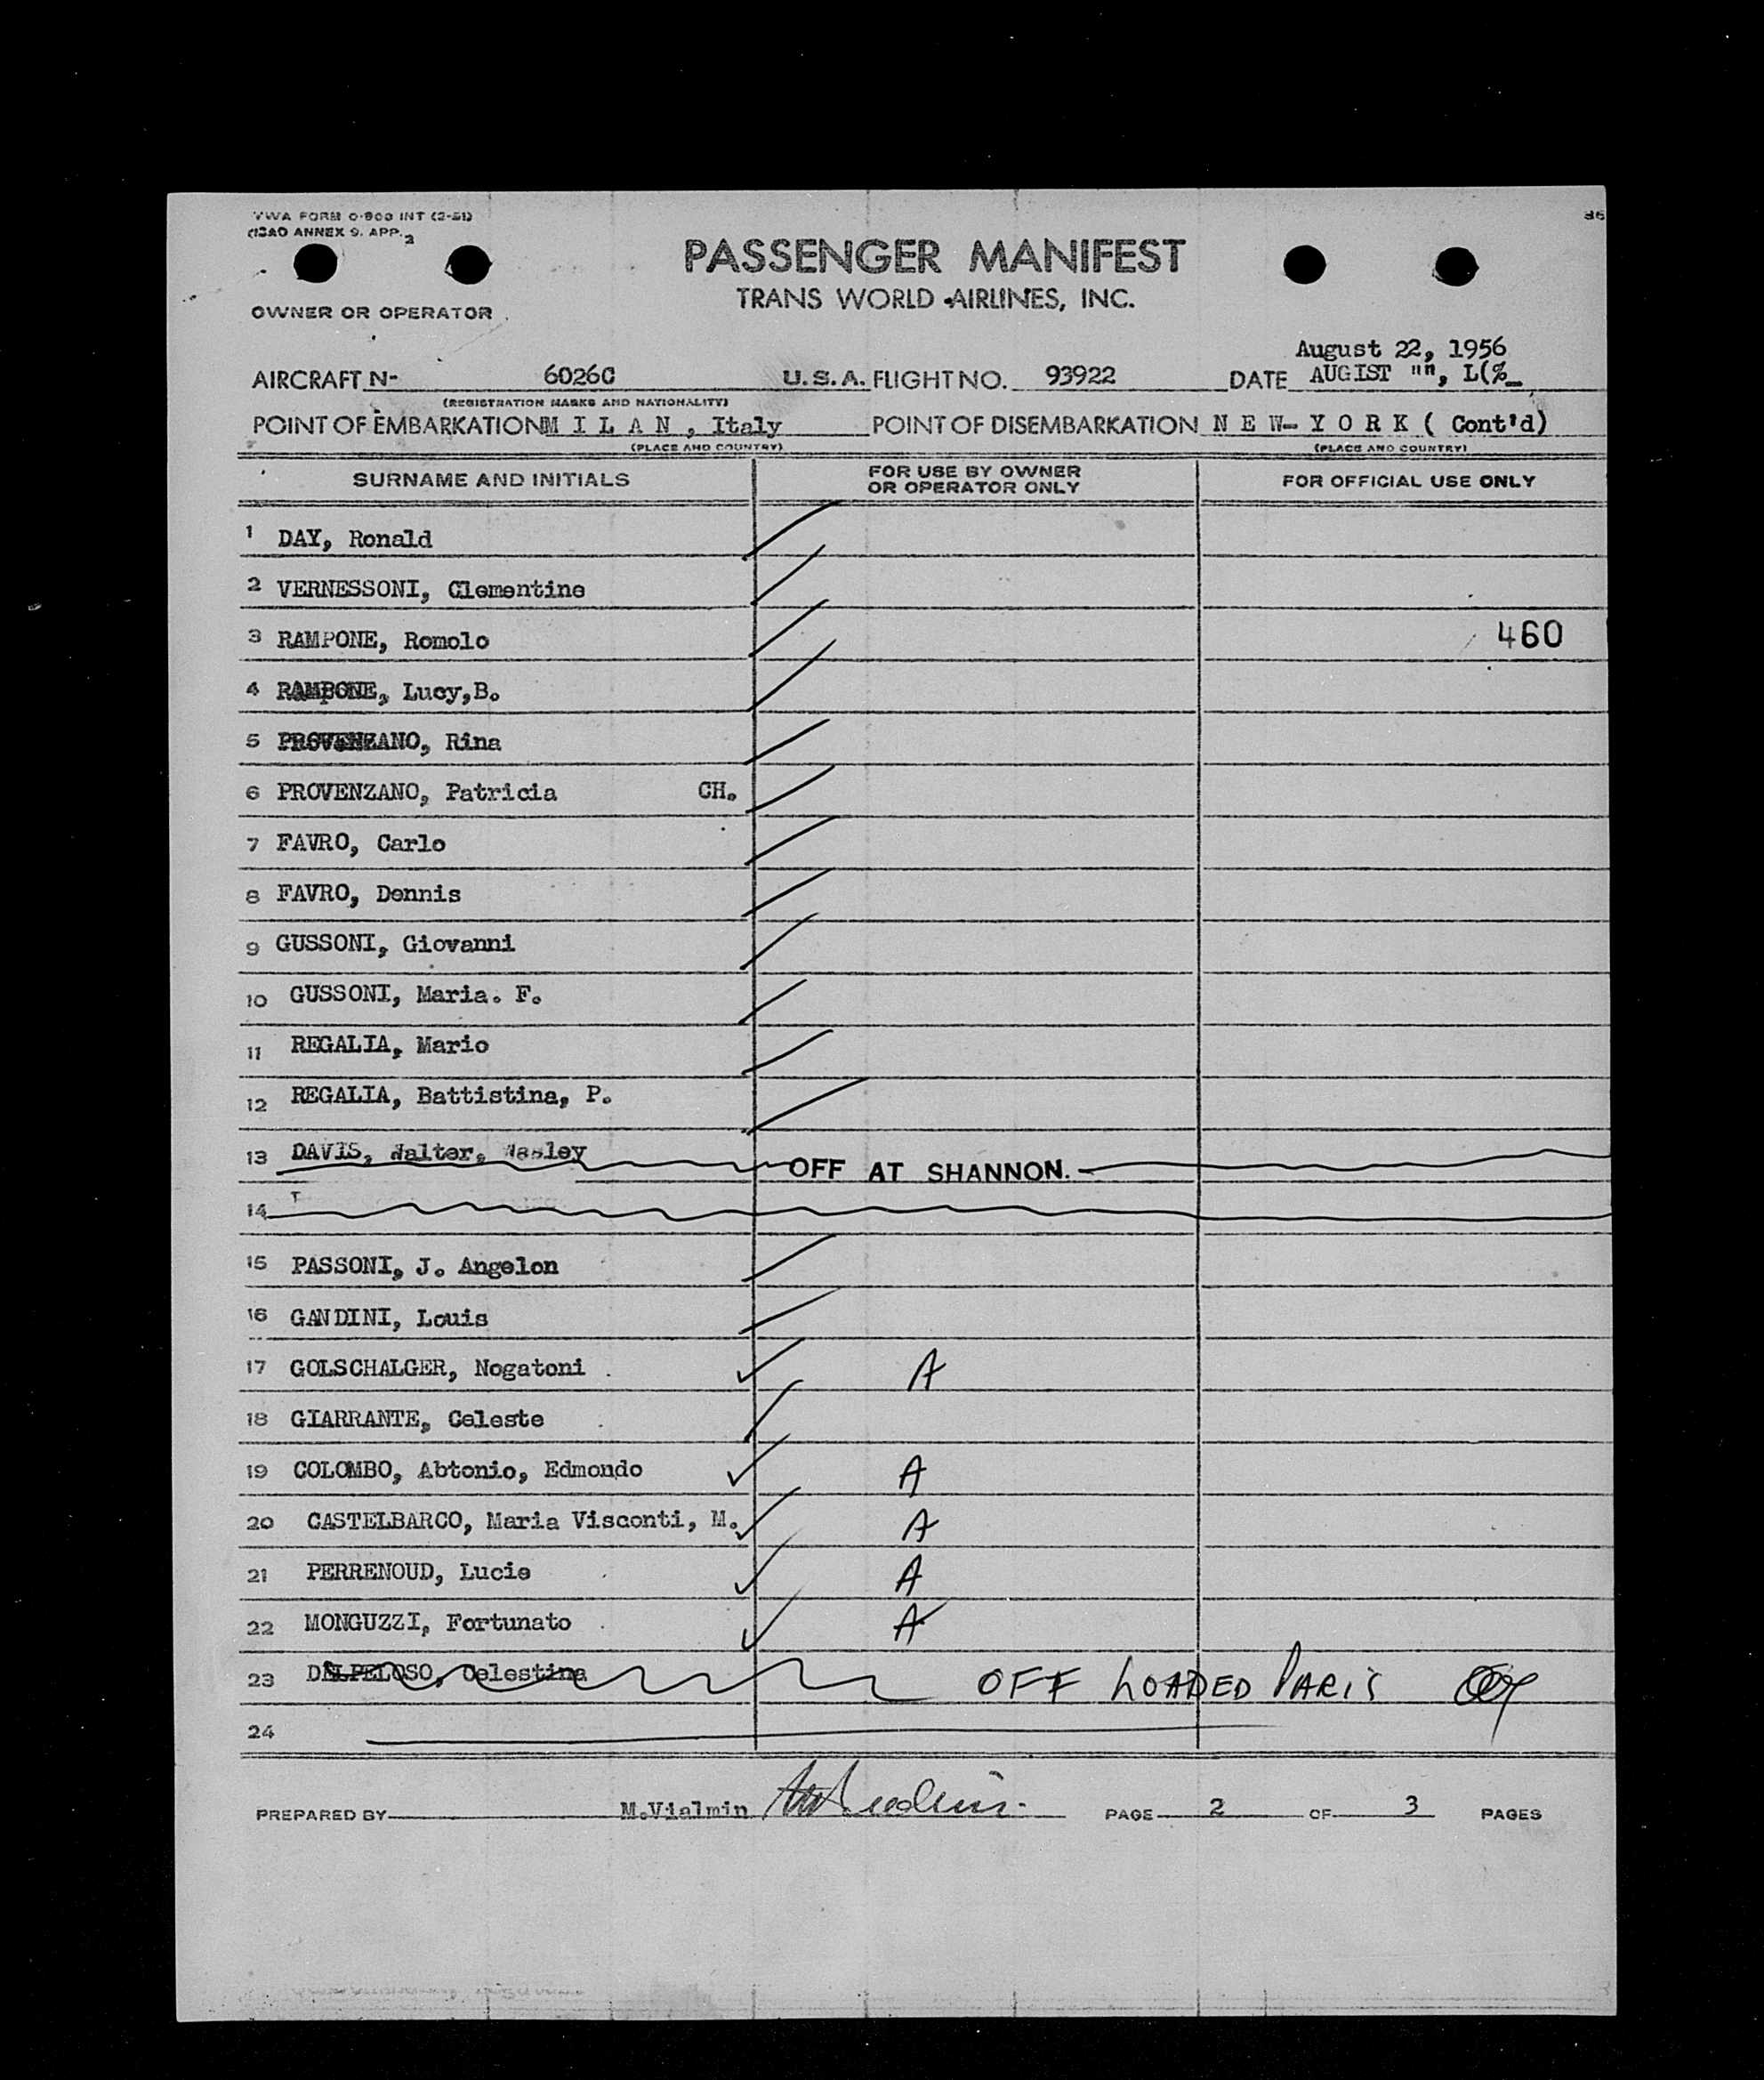 TWA FORM O-900 INT (2-51)
(ICAO ANNEX 9. APP. 2
PASSENGER MANIFEST
TRANS WORLD AIRLINES, INC.
OWNER OR OPERATOR
August 22, 1956
AIRCRAFT N- 6026C U.S.A. FLIGHT NO. 93922 DATE AUGIST "", L(%_
(REGISTRATION MARKS AND NATIONALITY)
POINT OF EMBARKATION M I L A N , Italy POINT OF DISEMBARKATION N E W- Y O R K ( Cont'd)
(PLACE AND COUNTRY) (PLACE AND COUNTRY)
SURNAME AND INITIALS FOR USE BY OWNER OR OPERATOR ONLY FOR OFFICIAL USE ONLY
1 DAY, Ronald
2 VERNESSONI, Clementine
3 RAMPONE, Romolo 460
4 RAMPONE, Lucy,B.
5 PROVENZANO, Rina
6 PROVENZANO, Patricia CH.
7 FAVRO, Carlo
8 FAVRO, Dennis
9 GUSSONI, Giovanni
10 GUSSONI, Maria. F.
11 REGALIA, Mario
12 REGALIA, Battistina, P.
13 DAVIS, Walter, Wesley OFF AT SHANNON.
14
15 PASSONI, J. Angelon
16 GANDINI, Louis
17 GOLSCHALGER, Nogatoni A
18 GIARRANTE, Celeste
19 COLOMBO, Abtonio, Edmondo A
20 CASTELBARCO, Maria Visconti, M. A
21 PERRENOUD, Lucie A
22 MONGUZZI, Fortunato A
23 DELPELOSO, Celestina OFF LOADED PARIS
24
PREPARED BY M.Vialmin PAGE 2 OF 3 PAGES